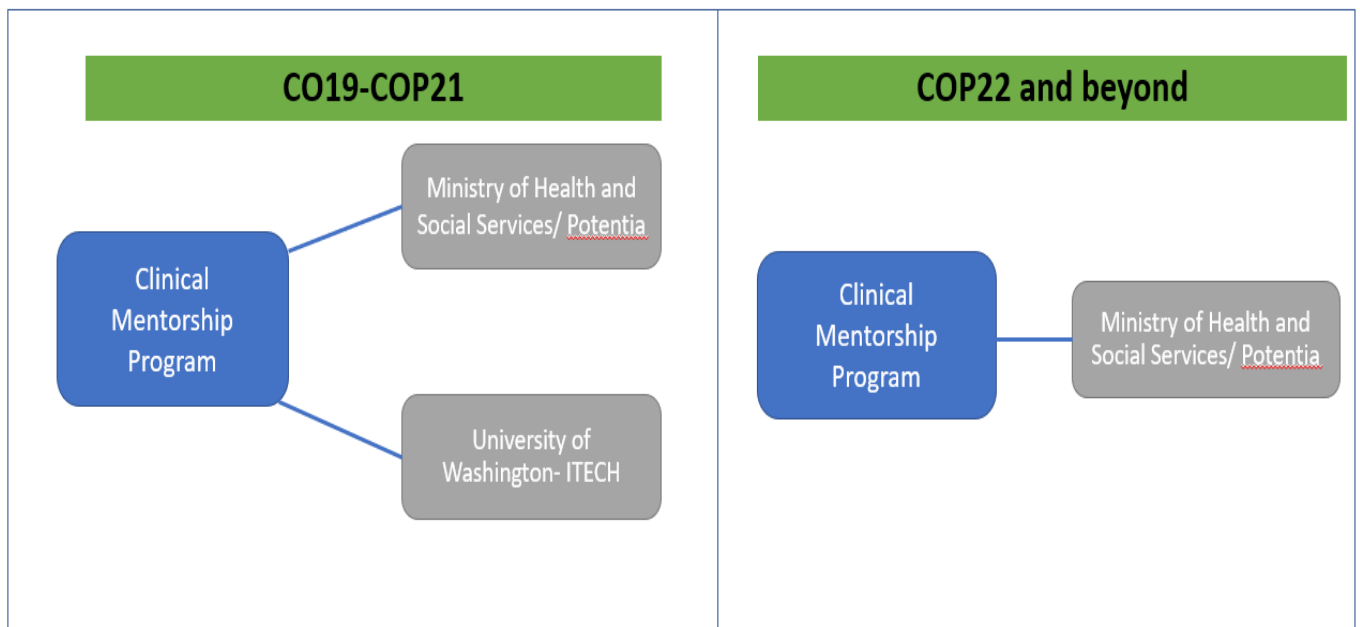 CO19-COP21
Ministry of Health and
Social Services/ Potentia
Clinical
Mentorship
Program
University of
Washington- ITECH
COP22 and beyond
Clinical
Mentorship
Program
Ministry of Health and
Social Services/ Potentia